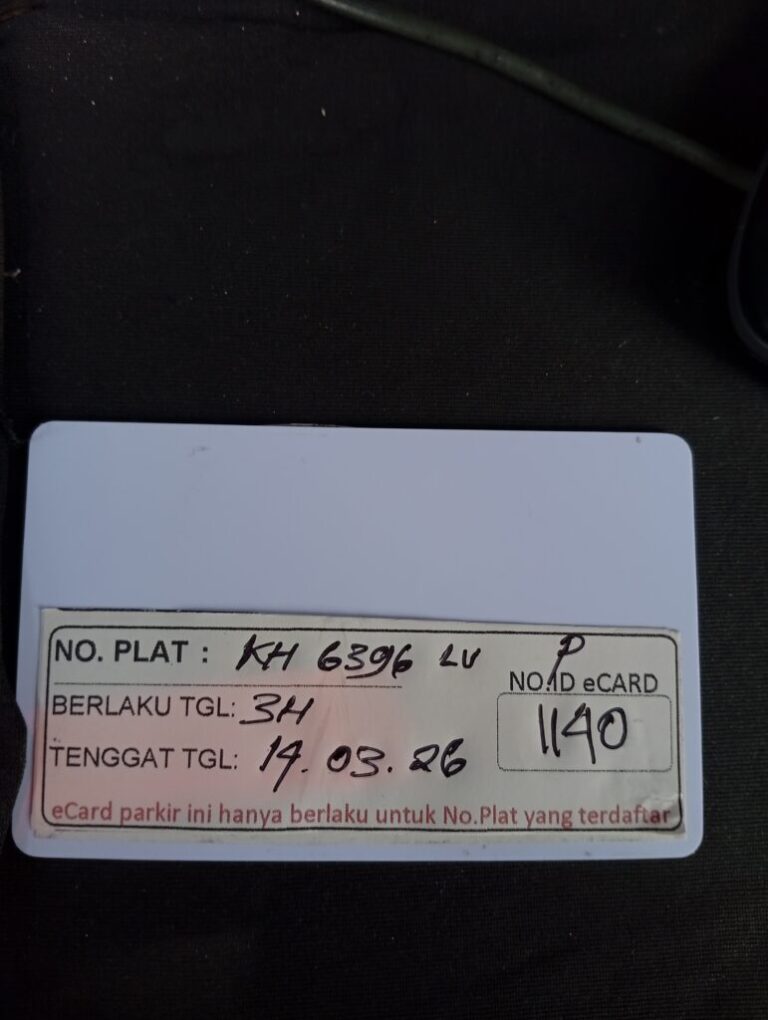 NO. PLAT : KH 6396 LV
P
NO.ID eCARD
BERLAKU TGL: 3H
1140
TENGGAT TGL: 14.03.26
eCard parkir ini hanya berlaku untuk No.Plat yang terdaftar